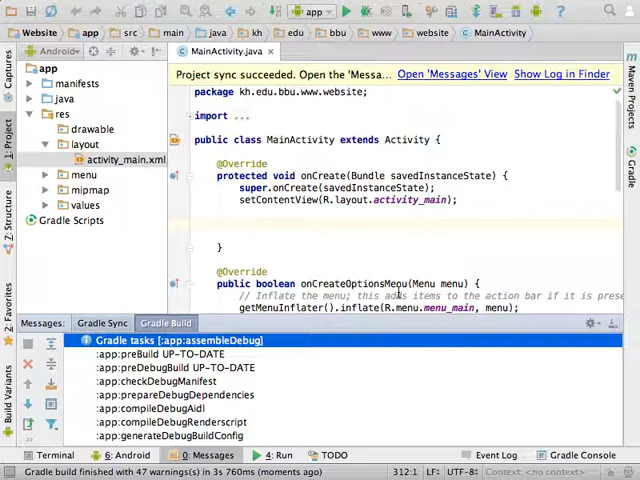 app
Website
app
src
main
java
kh
edu
bbu
www
website
MainActivity
Android
MainActivity.java
Captures
1: Project
7: Structure
2: Favorites
Build Variants
Maven Projects
Gradle
app
manifests
java
res
drawable
layout
activity_main.xml
menu
mipmap
values
Gradle Scripts
Project sync succeeded. Open the 'Messa... Open 'Messages' View Show Log in Finder
package kh.edu.bbu.www.website;
import ...
public class MainActivity extends Activity {
@Override
protected void onCreate(Bundle savedInstanceState) {
super.onCreate(savedInstanceState);
setContentView(R.layout.activity_main);
}
@Override
public boolean onCreateOptionsMenu(Menu menu) {
// Inflate the menu; this adds items to the action bar if it is prese
getMenuInflater().inflate(R.menu.menu_main, menu);
Messages: Gradle Sync Gradle Build
Gradle tasks [:app:assembleDebug]
:app:preBuild UP-TO-DATE
:app:preDebugBuild UP-TO-DATE
:app:checkDebugManifest
:app:prepareDebugDependencies
:app:compileDebugAidl
:app:compileDebugRenderscript
:app:generateDebugBuildConfig
Terminal 6: Android 0: Messages 4: Run TODO Event Log Gradle Console
Gradle build finished with 47 warnings(s) in 3s 760ms (moments ago) 312:1 LF÷ UTF-8÷ Context: <no context>